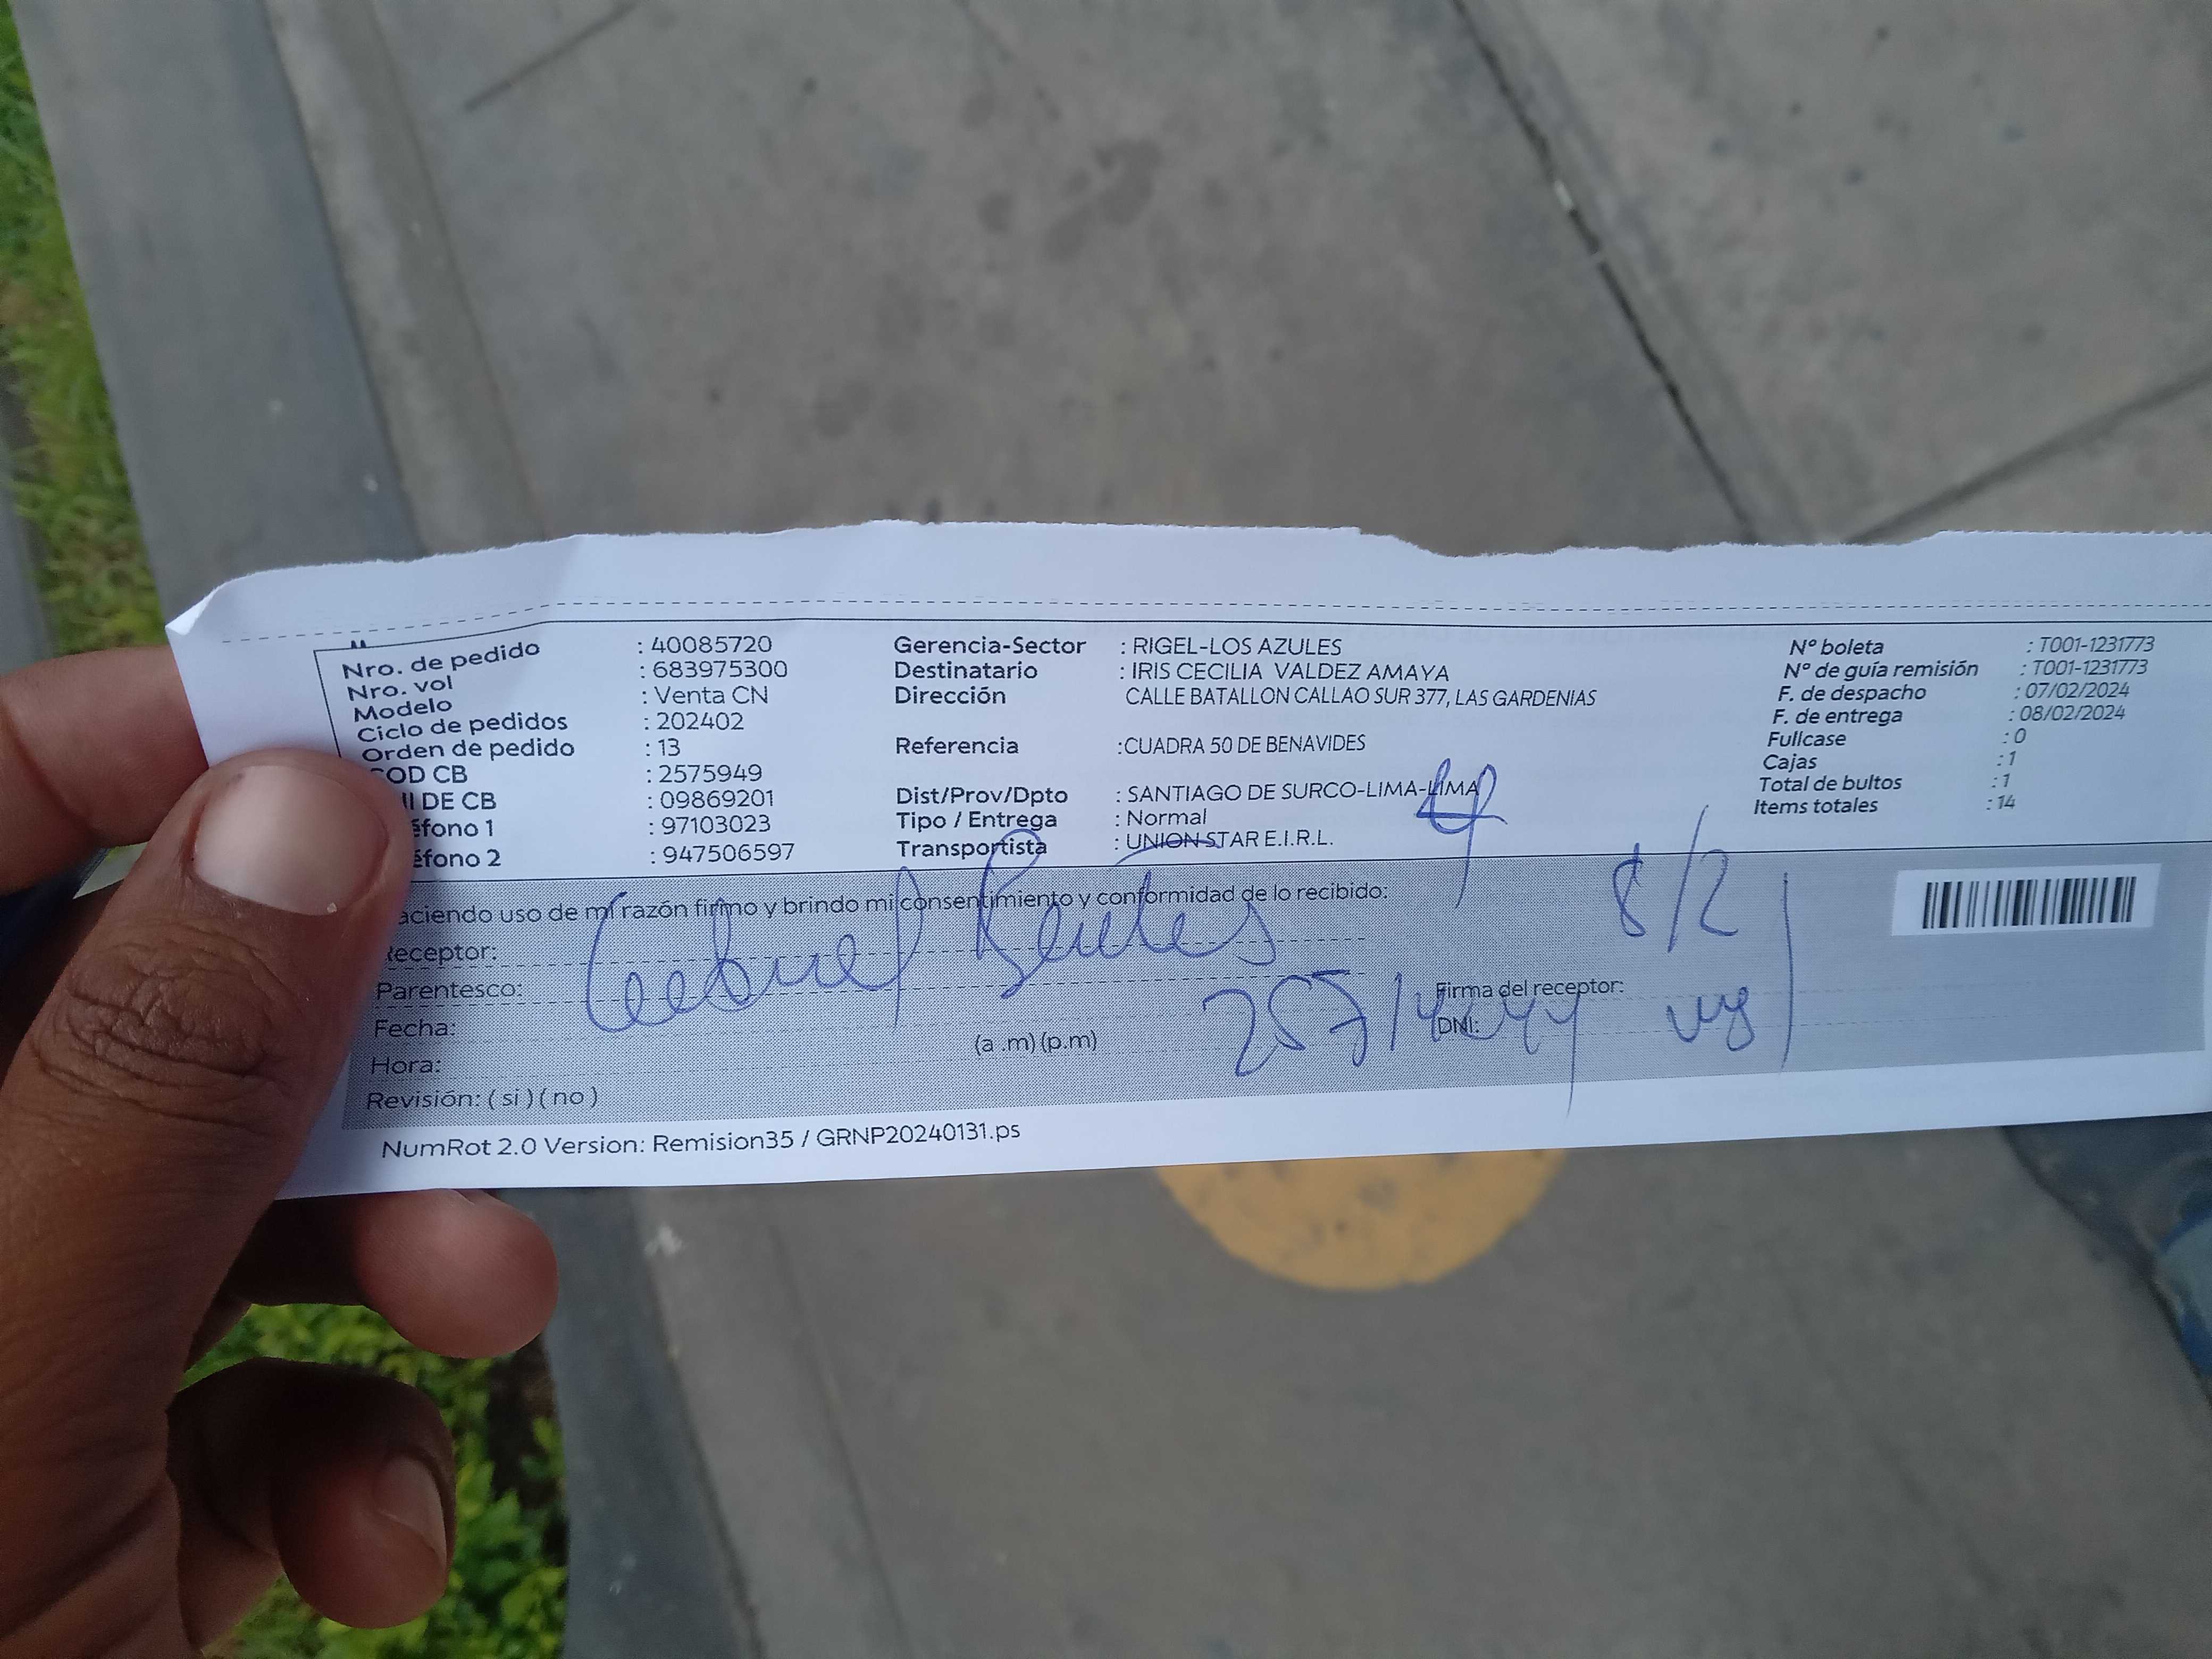 Nro. de pedido : 40085720
Nro. vol : 683975300
Modelo : Venta CN
Ciclo de pedidos : 202402
Orden de pedido : 13
OD CB : 2575949
I DE CB : 09869201
éfono 1 : 97103023
éfono 2 : 947506597
Gerencia-Sector : RIGEL-LOS AZULES
Destinatario : IRIS CECILIA VALDEZ AMAYA
Dirección CALLE BATALLON CALLAO SUR 377, LAS GARDENIAS
Referencia :CUADRA 50 DE BENAVIDES
Dist/Prov/Dpto : SANTIAGO DE SURCO-LIMA-LIMA
Tipo / Entrega : Normal
Transportista : UNION STAR E.I.R.L.
Nº boleta : T001-1231773
Nº de guía remisión : T001-1231773
F. de despacho : 07/02/2024
F. de entrega : 08/02/2024
Fullcase : 0
Cajas : 1
Total de bultos : 1
Items totales : 14
aciendo uso de mi razón firmo y brindo mi consentimiento y conformidad de lo recibido:
8/2
Receptor:
Parentesco:
Fecha:
Hora: (a .m) (p.m)
Revisión: ( si ) ( no )
Firma del receptor:
DNI:
NumRot 2.0 Version: Remision35 / GRNP20240131.ps